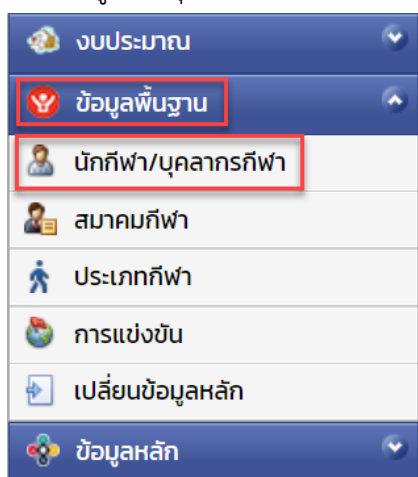 งบประมาณ
ข้อมูลพื้นฐาน
นักกีฬา/บุคลากรกีฬา
สมาคมกีฬา
ประเภทกีฬา
การแข่งขัน
เปลี่ยนข้อมูลหลัก
ข้อมูลหลัก